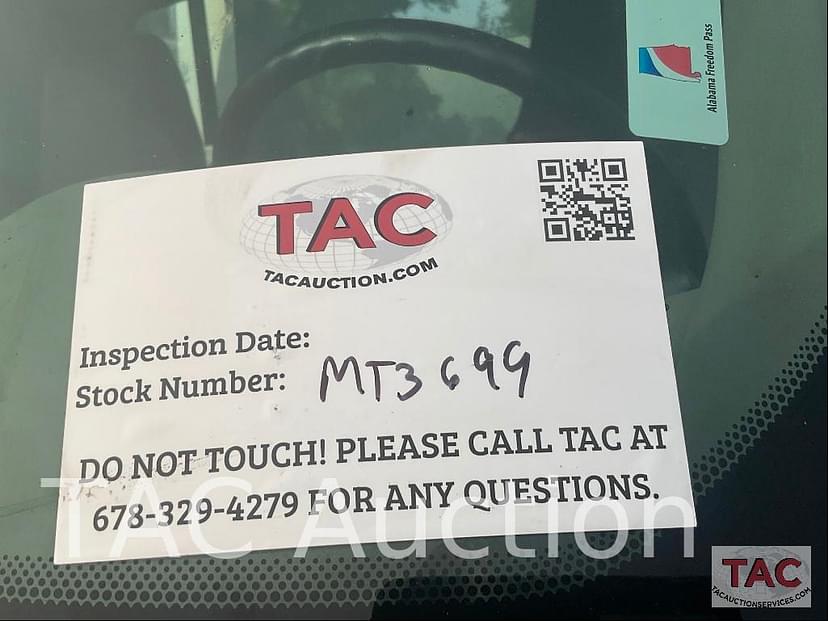 Alabama Freedom Pass
TAC
TACAUCTION.COM
Inspection Date:
Stock Number: MT3699
DO NOT TOUCH! PLEASE CALL TAC AT
678-329-4279 FOR ANY QUESTIONS.
TAC Auction
TAC
TACAUCTIONSERVICES.COM